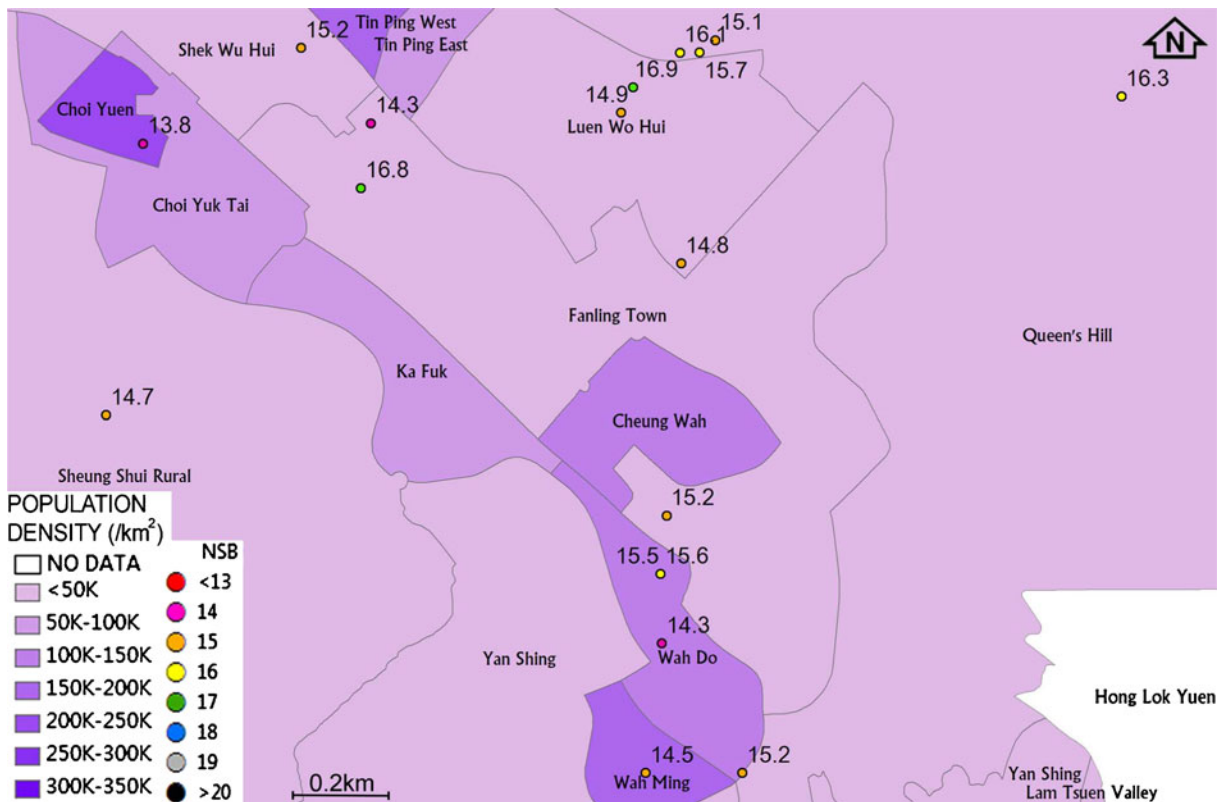 Tin Ping West
Tin Ping East
15.2
Shek Wu Hui
16.1
15.1
15.7
N
16.9
16.3
14.9
Luen Wo Hui
Choi Yuen
13.8
14.3
16.8
Choi Yuk Tai
14.8
Fanling Town
Queen's Hill
Ka Fuk
Cheung Wah
14.7
Sheung Shui Rural
15.2
15.5 15.6
14.3
Wah Do
Yan Shing
Hong Lok Yuen
14.5
15.2
Wah Ming
Yan Shing
Lam Tsuen Valley
POPULATION
DENSITY (/km²)
NO DATA
<50K
50K-100K
100K-150K
150K-200K
200K-250K
250K-300K
300K-350K
NSB
<13
14
15
16
17
18
19
>20
0.2km